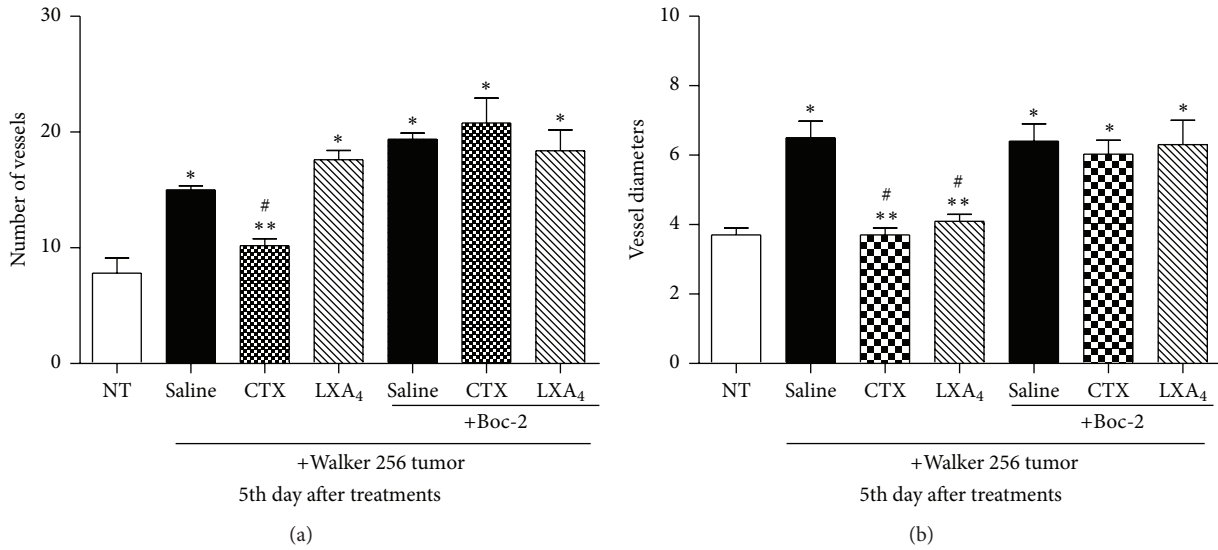 30
20
10
0
Number of vessels
*
#
**
*
*
*
*
NT Saline CTX LXA₄ Saline CTX LXA₄
+Boc-2
+Walker 256 tumor
5th day after treatments
(a)
10
8
6
4
2
0
Vessel diameters
*
#
**
#
**
*
*
*
NT Saline CTX LXA₄ Saline CTX LXA₄
+Boc-2
+Walker 256 tumor
5th day after treatments
(b)